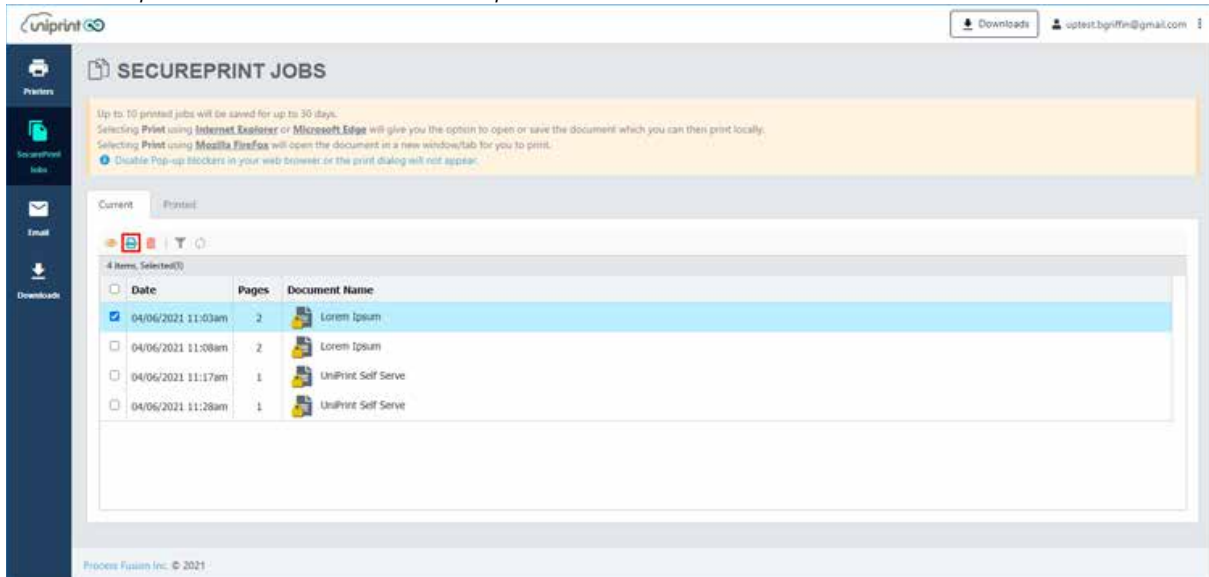 uniprint
Downloads uptest.bgriffin@gmail.com
Printers
SecurePrint
Jobs
Email
Downloads
SECUREPRINT JOBS
Up to 10 printed jobs will be saved for up to 30 days.
Selecting Print using Internet Explorer or Microsoft Edge will give you the option to open or save the document which you can then print locally.
Selecting Print using Mozilla FireFox will open the document in a new window/tab for you to print.
Disable Pop-up blockers in your web browser or the print dialog will not appear.
Current Printed
4 items, Selected(1)
Date Pages Document Name
04/06/2021 11:03am 2 Lorem Ipsum
04/06/2021 11:08am 2 Lorem Ipsum
04/06/2021 11:17am 1 UniPrint Self Serve
04/06/2021 11:28am 1 UniPrint Self Serve
Process Fusion Inc. © 2021